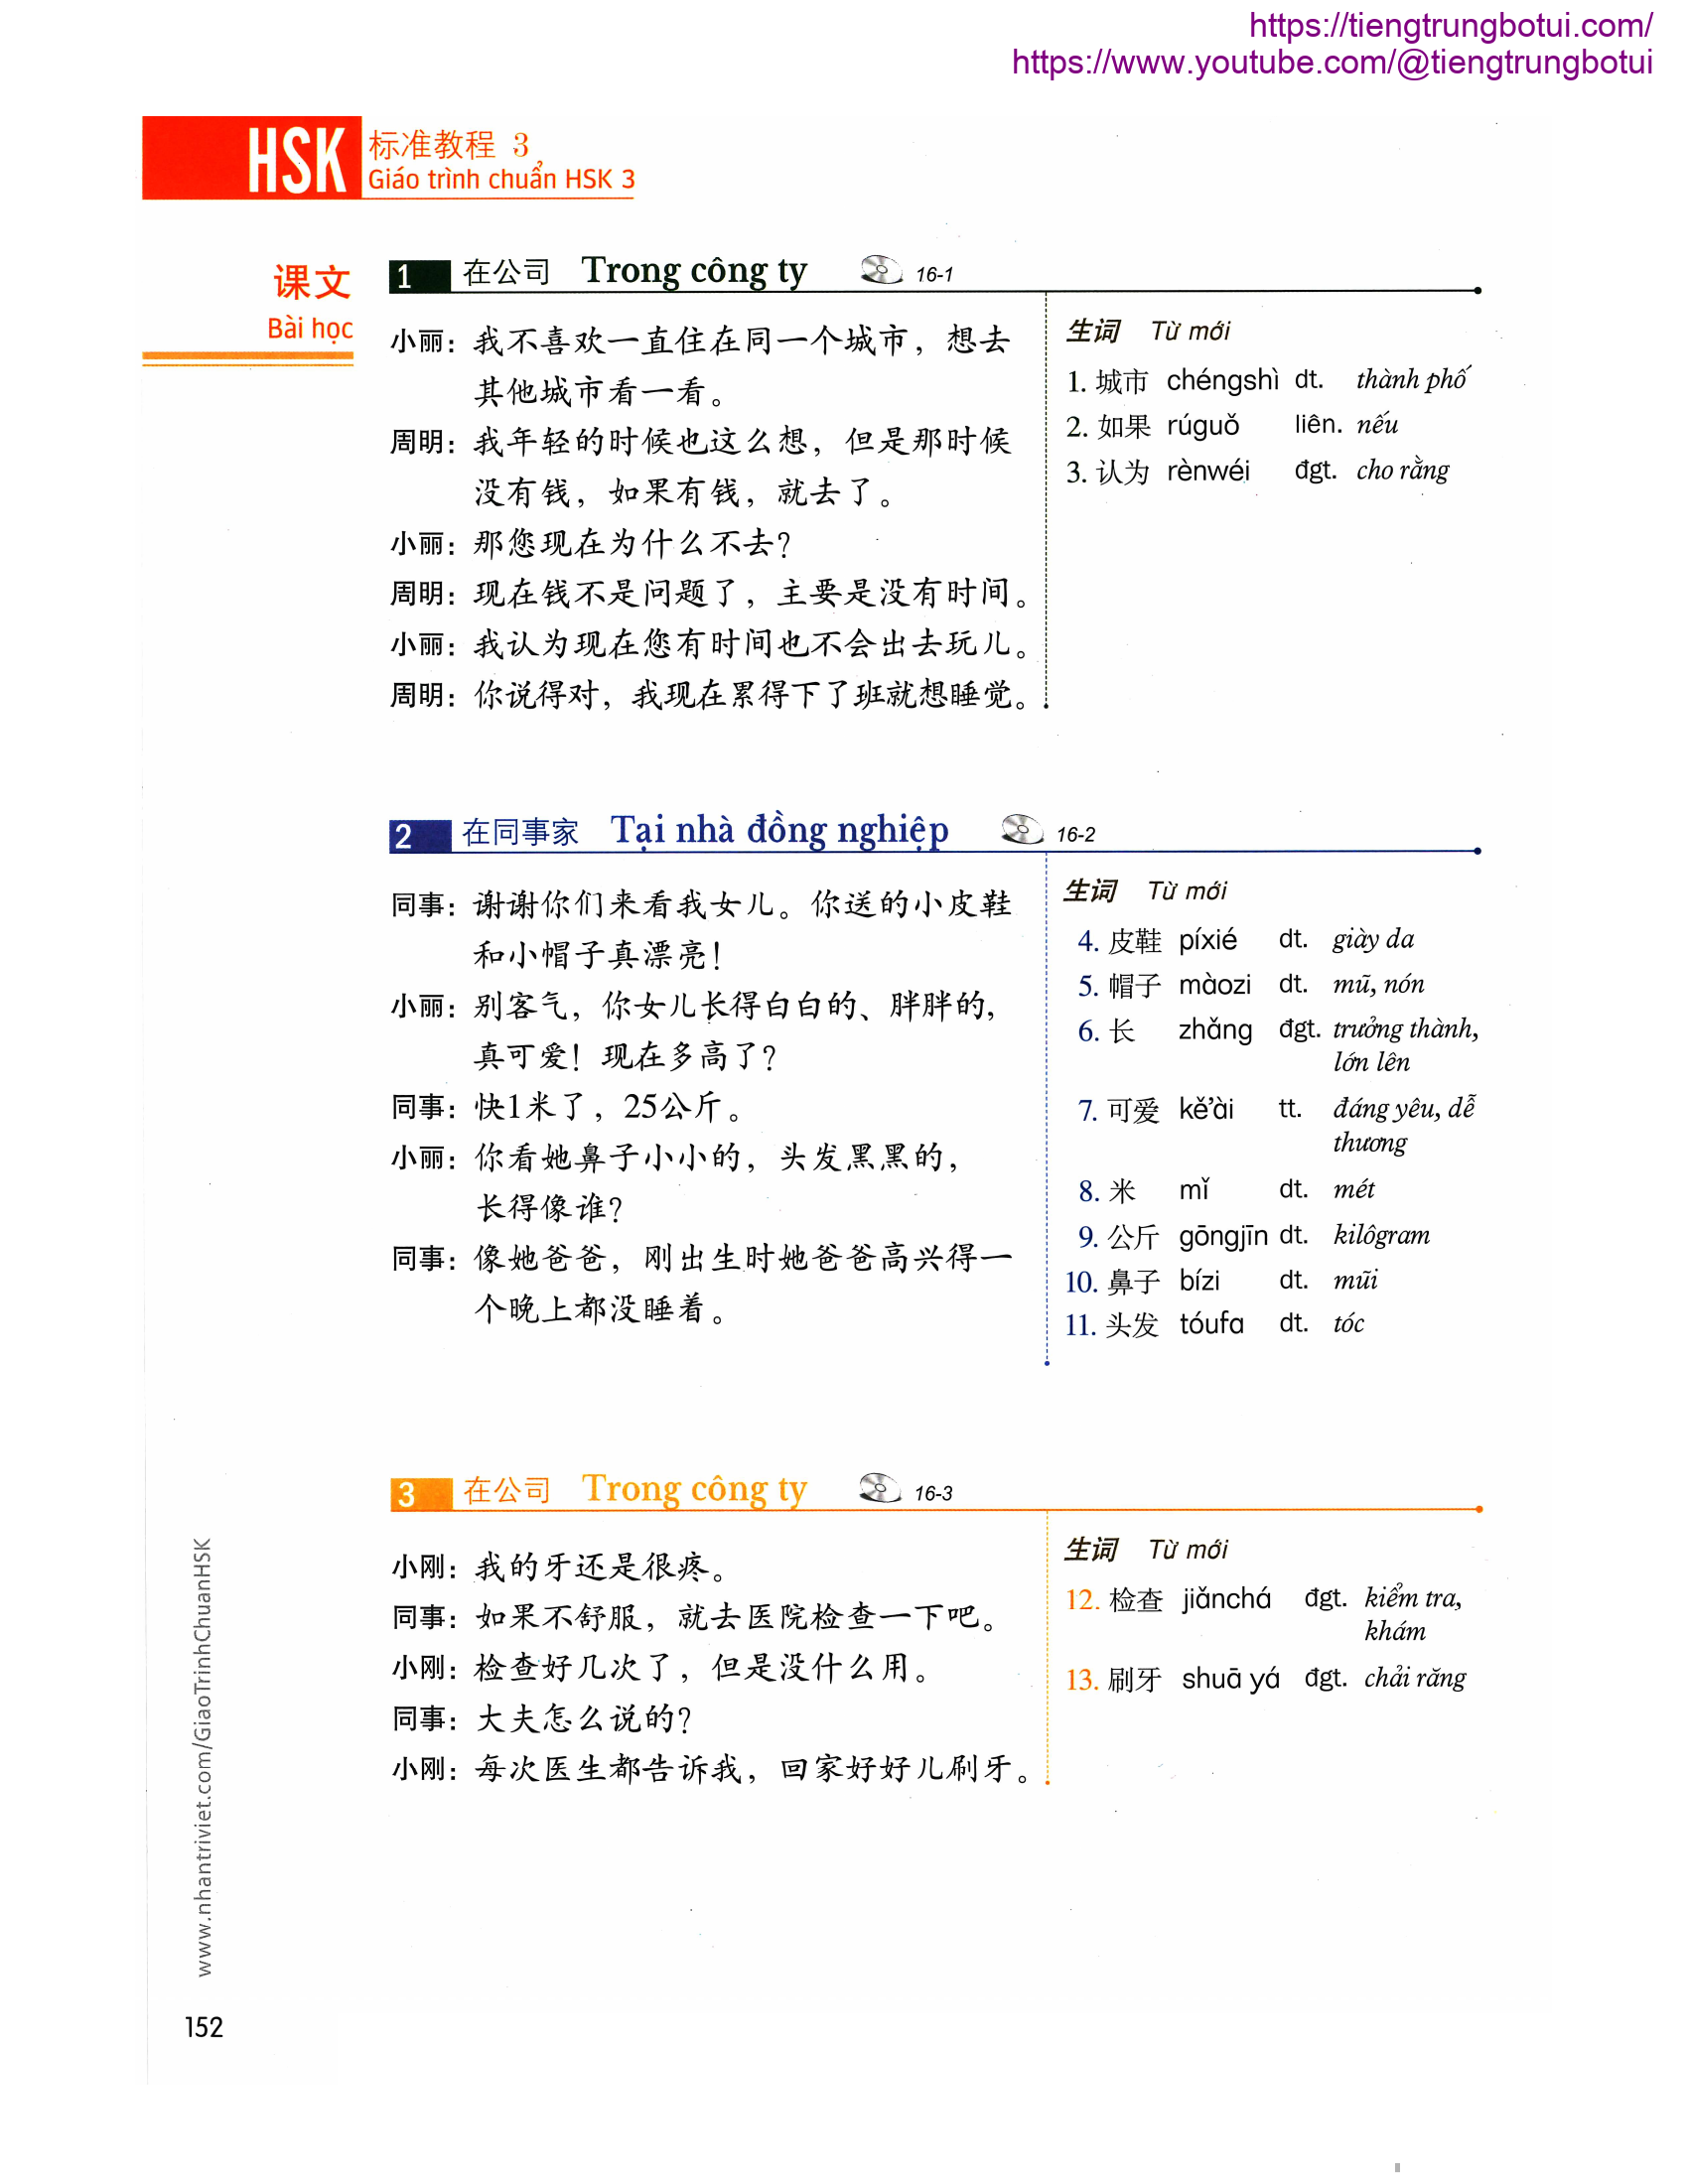 https://tiengtrungbotui.com/
https://www.youtube.com/@tiengtrungbotui
HSK 标准教程 3
Giáo trình chuẩn HSK 3
课文
Bài học
1 在公司 Trong công ty 16-1
小丽：我不喜欢一直住在同一个城市，想去
其他城市看一看。
周明：我年轻的时候也这么想，但是那时候
没有钱，如果有钱，就去了。
小丽：那您现在为什么不去？
周明：现在钱不是问题了，主要是没有时间。
小丽：我认为现在您有时间也不会出去玩儿。
周明：你说得对，我现在累得下了班就想睡觉。
生词 Từ mới
1. 城市 chéngshì dt. thành phố
2. 如果 rúguǒ liên. nếu
3. 认为 rènwéi đgt. cho rằng
2 在同事家 Tại nhà đồng nghiệp 16-2
同事：谢谢你们来看我女儿。你送的小皮鞋
和小帽子真漂亮！
小丽：别客气，你女儿长得白白的、胖胖的，
真可爱！现在多高了？
同事：快1米了，25公斤。
小丽：你看她鼻子小小的，头发黑黑的，
长得像谁？
同事：像她爸爸，刚出生时她爸爸高兴得一
个晚上都没睡着。
生词 Từ mới
4. 皮鞋 píxié dt. giày da
5. 帽子 màozi dt. mũ, nón
6. 长 zhǎng đgt. trưởng thành,
lớn lên
7. 可爱 kě’ài tt. đáng yêu, dễ
thương
8. 米 mǐ dt. mét
9. 公斤 gōngjīn dt. kilôgram
10. 鼻子 bízi dt. mũi
11. 头发 tóufa dt. tóc
3 在公司 Trong công ty 16-3
小刚：我的牙还是很疼。
同事：如果不舒服，就去医院检查一下吧。
小刚：检查好几次了，但是没什么用。
同事：大夫怎么说的？
小刚：每次医生都告诉我，回家好好儿刷牙。
生词 Từ mới
12. 检查 jiǎnchá đgt. kiểm tra,
khám
13. 刷牙 shuā yá đgt. chải răng
www.nhantriviet.com/GiaoTrinhChuanHSK
152